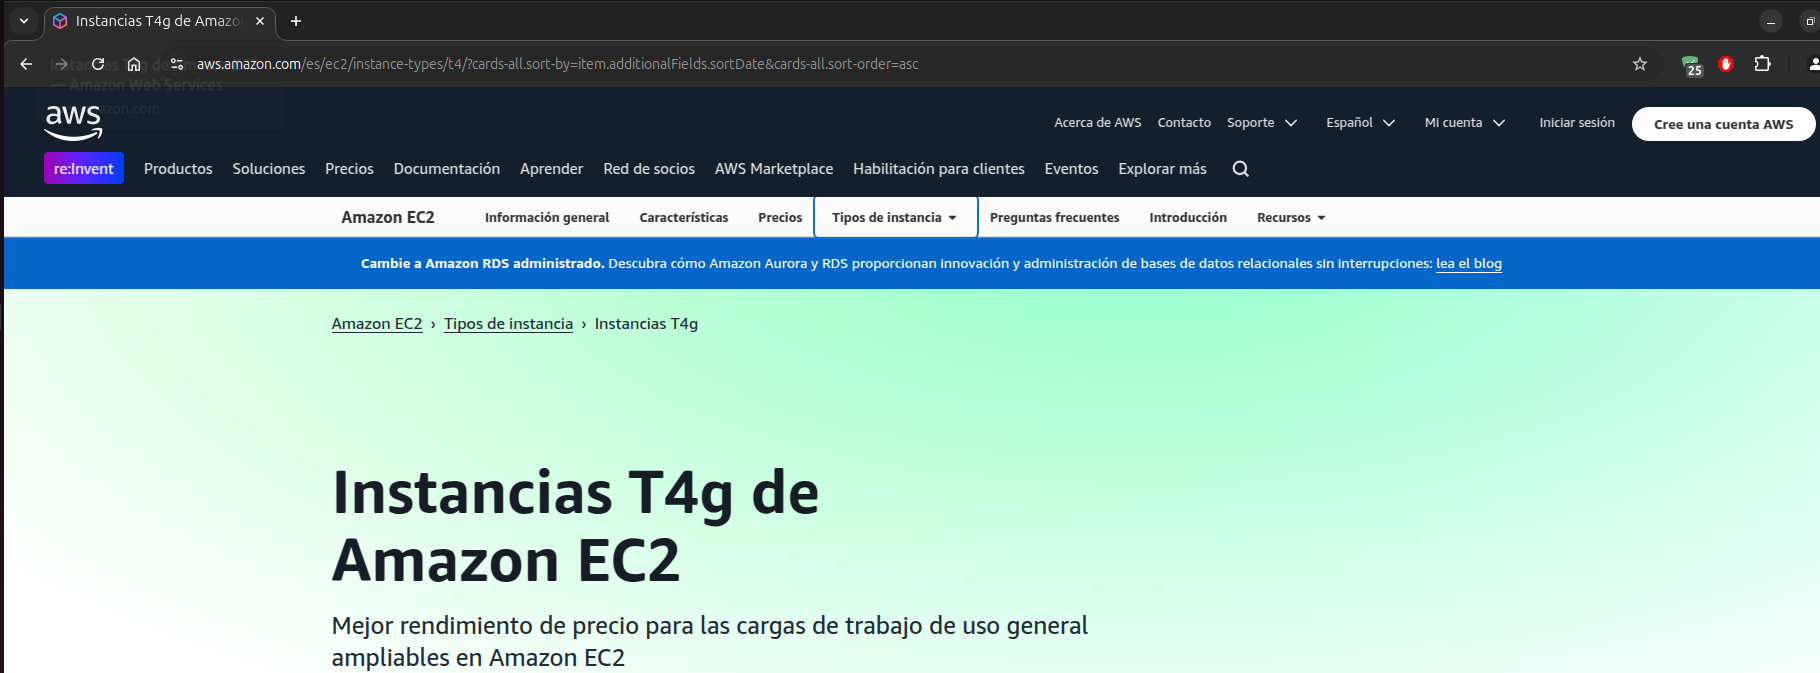 Instancias T4g de Amazo
aws.amazon.com/es/ec2/instance-types/t4/?cards-all.sort-by=item.additionalFields.sortDate&cards-all.sort-order=asc
25
— Amazon Web Services
aws
Acerca de AWS Contacto Soporte Español Mi cuenta Iniciar sesión Cree una cuenta AWS
re:Invent Productos Soluciones Precios Documentación Aprender Red de socios AWS Marketplace Habilitación para clientes Eventos Explorar más
Amazon EC2 Información general Características Precios Tipos de instancia Preguntas frecuentes Introducción Recursos
Cambie a Amazon RDS administrado. Descubra cómo Amazon Aurora y RDS proporcionan innovación y administración de bases de datos relacionales sin interrupciones: lea el blog
Amazon EC2 › Tipos de instancia › Instancias T4g
Instancias T4g de
Amazon EC2
Mejor rendimiento de precio para las cargas de trabajo de uso general
ampliables en Amazon EC2